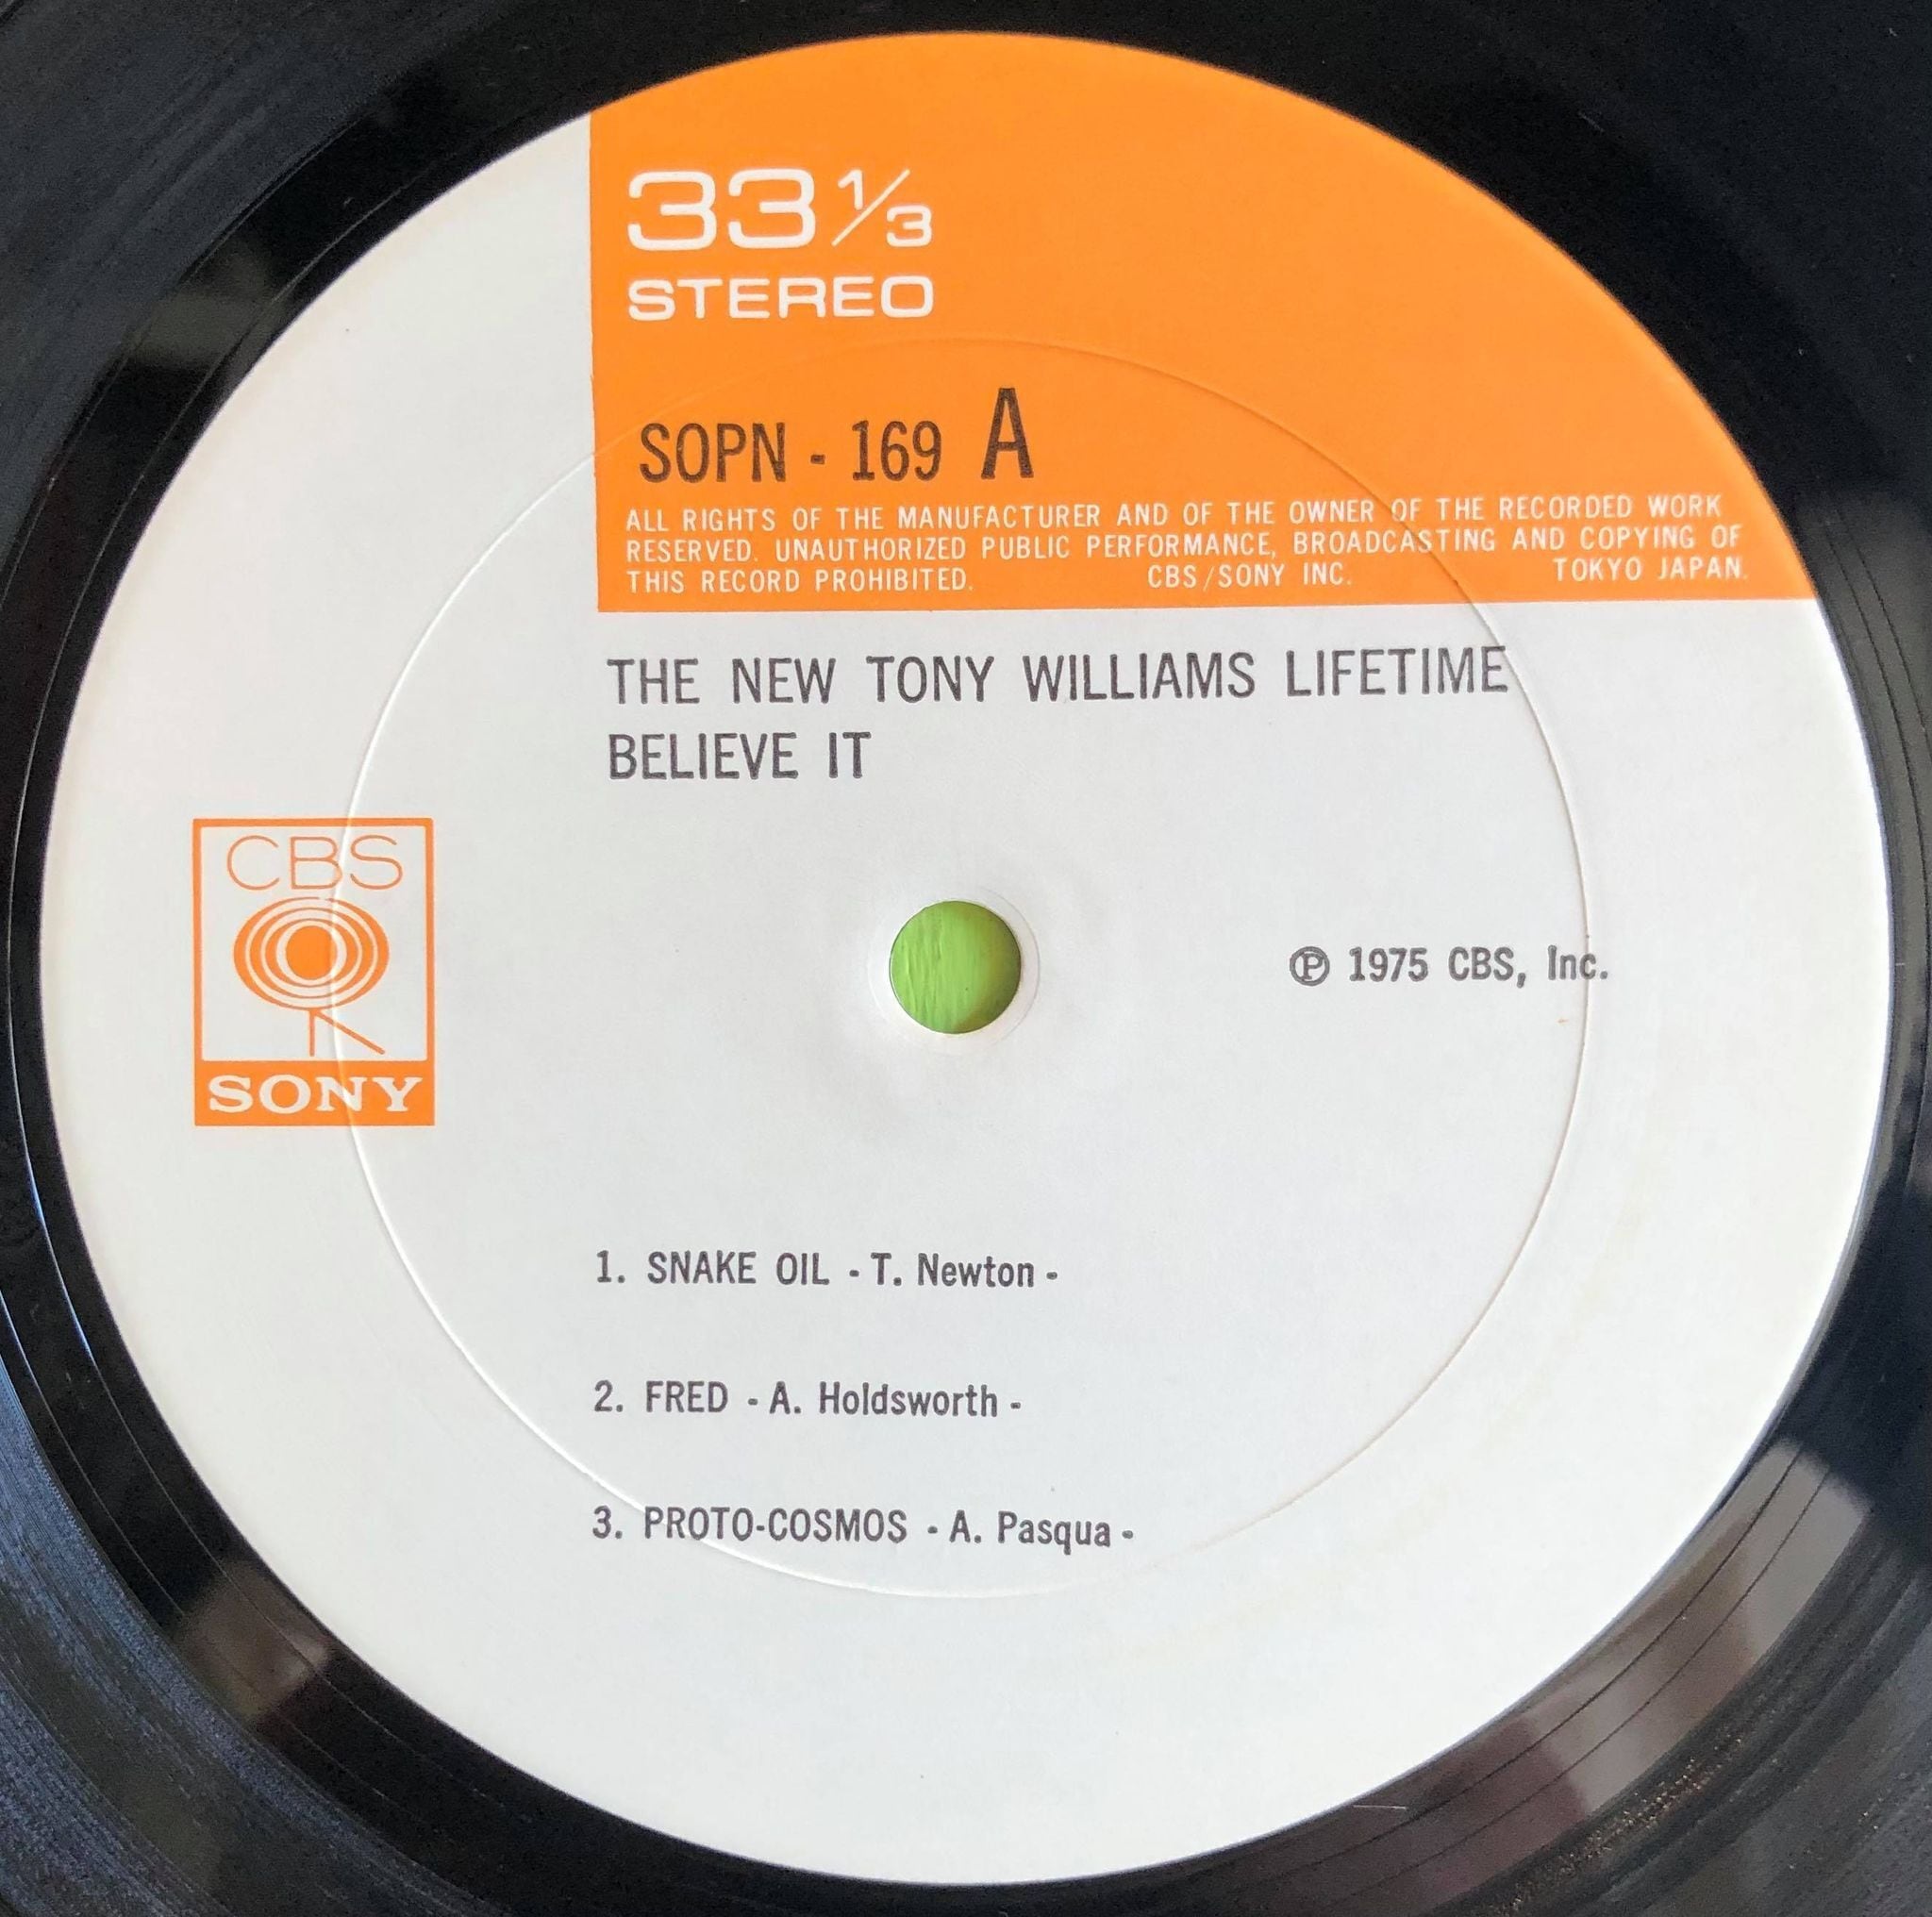 33 1/3
STEREO
SOPN - 169 A
ALL RIGHTS OF THE MANUFACTURER AND OF THE OWNER OF THE RECORDED WORK
RESERVED. UNAUTHORIZED PUBLIC PERFORMANCE, BROADCASTING AND COPYING OF
THIS RECORD PROHIBITED. CBS/SONY INC. TOKYO JAPAN.
THE NEW TONY WILLIAMS LIFETIME
BELIEVE IT
CBS
SONY
℗ 1975 CBS, Inc.
1. SNAKE OIL - T. Newton -
2. FRED - A. Holdsworth -
3. PROTO-COSMOS - A. Pasqua -